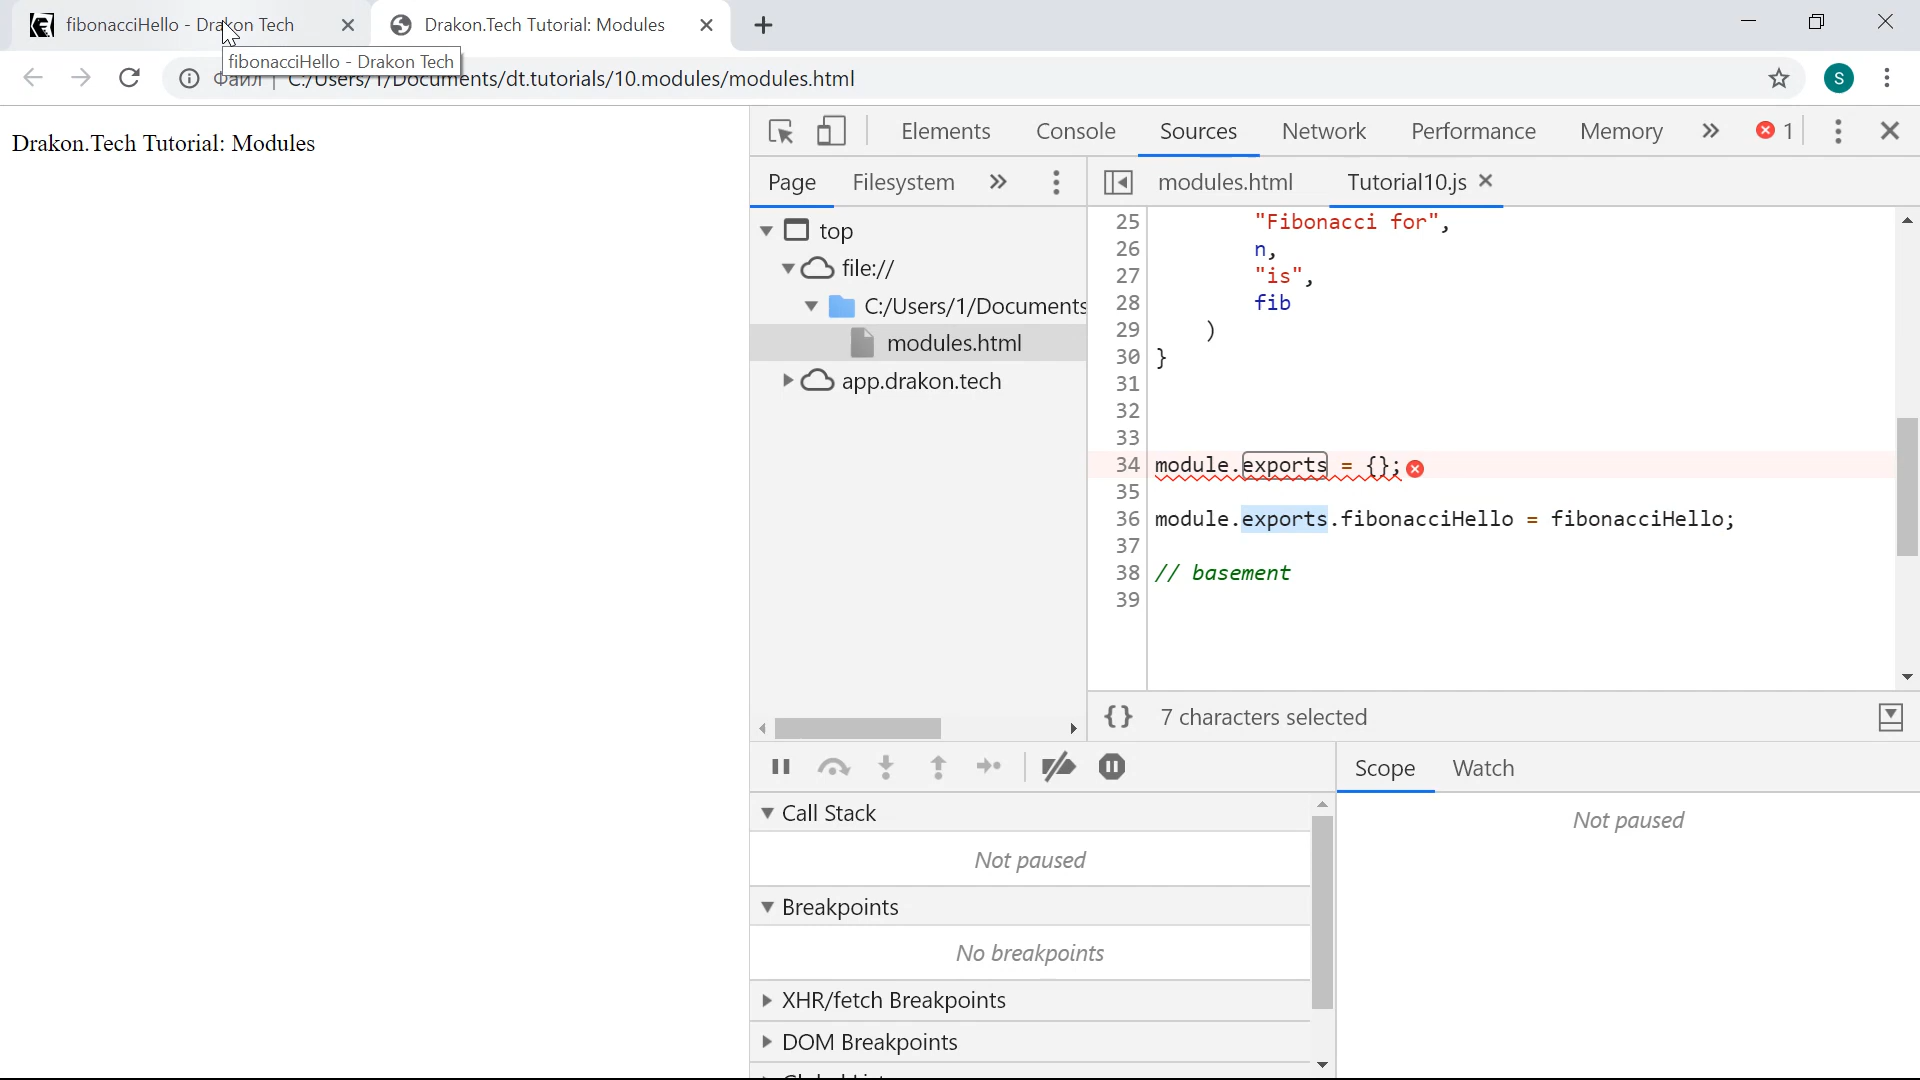 fibonacciHello - Drakon Tech
Drakon.Tech Tutorial: Modules
fibonacciHello - Drakon Tech
Файл | C:/Users/1/Documents/dt.tutorials/10.modules/modules.html
S
Drakon.Tech Tutorial: Modules
Elements Console Sources Network Performance Memory » 1
Page Filesystem »
modules.html Tutorial10.js
top
file://
C:/Users/1/Documents
modules.html
app.drakon.tech
25 "Fibonacci for",
26 n,
27 "is",
28 fib
29 )
30 }
31
32
33
34 module.exports = {};
35
36 module.exports.fibonacciHello = fibonacciHello;
37
38 // basement
39
{} 7 characters selected
Scope Watch
Call Stack
Not paused
Not paused
Breakpoints
No breakpoints
XHR/fetch Breakpoints
DOM Breakpoints